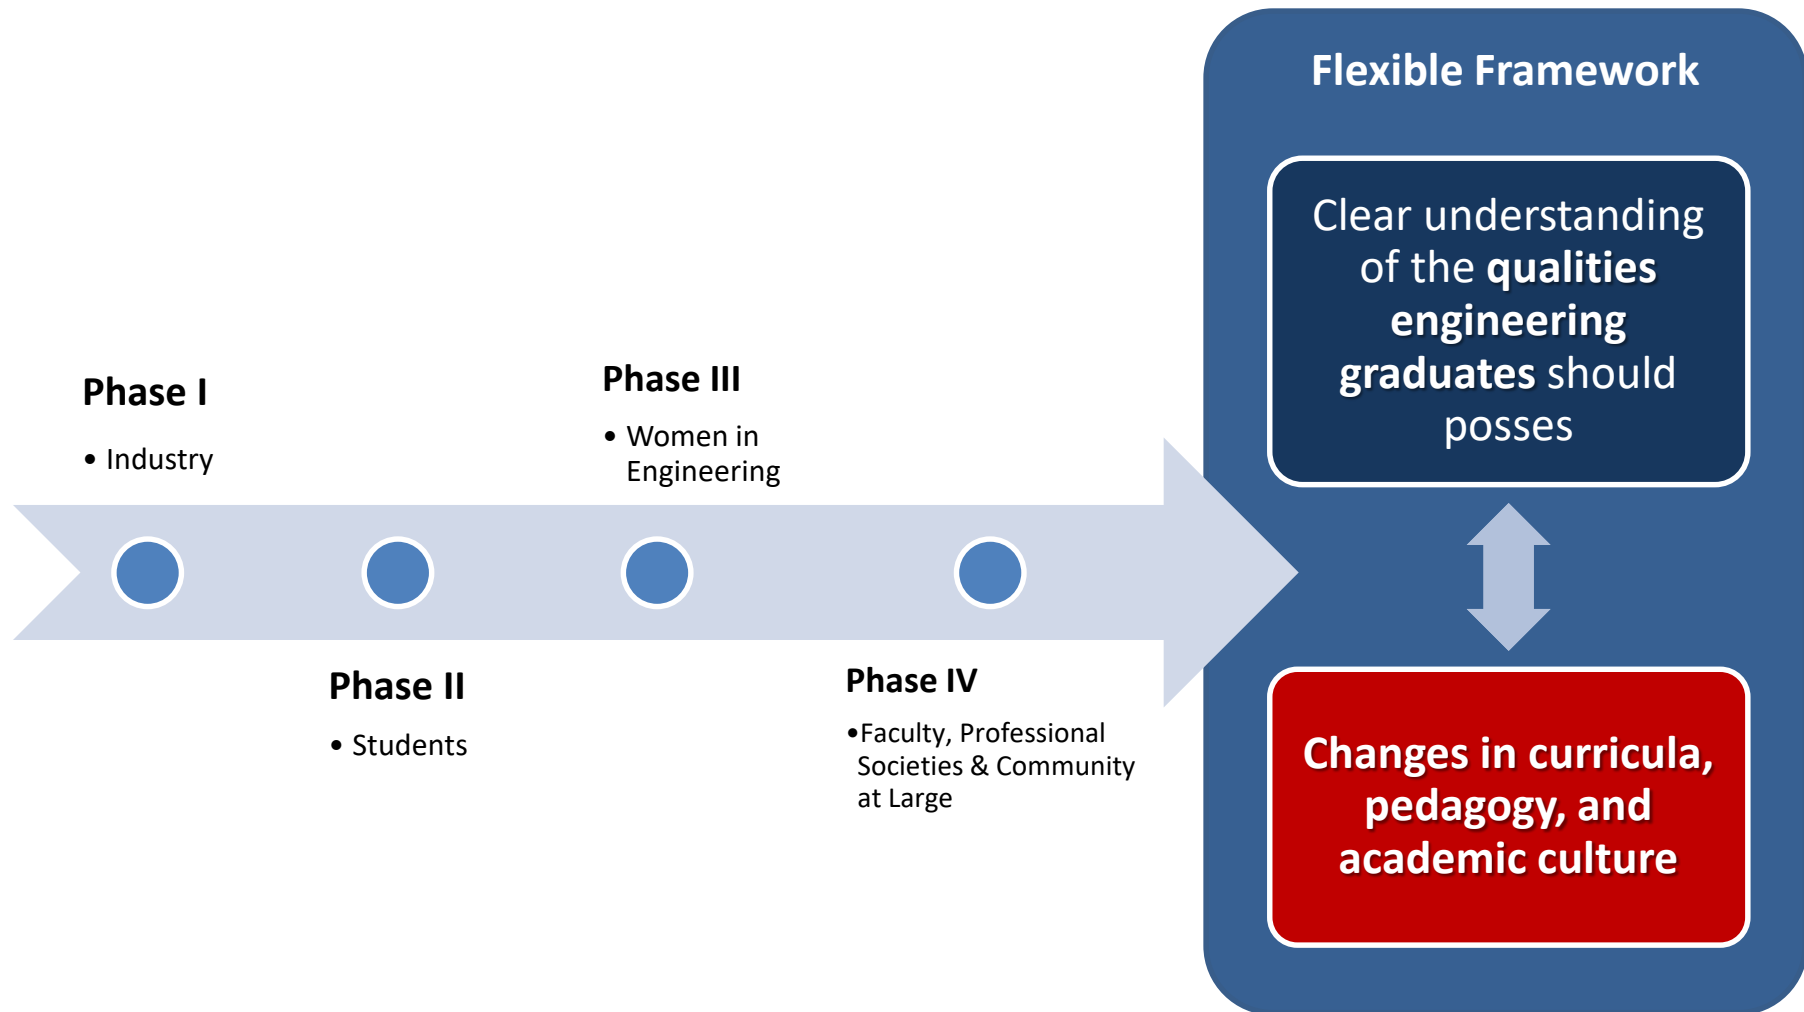 Phase I
• Industry
Phase II
• Students
Phase III
• Women in
Engineering
Phase IV
•Faculty, Professional
Societies & Community
at Large
Flexible Framework
Clear understanding
of the qualities
engineering
graduates should
posses
Changes in curricula,
pedagogy, and
academic culture